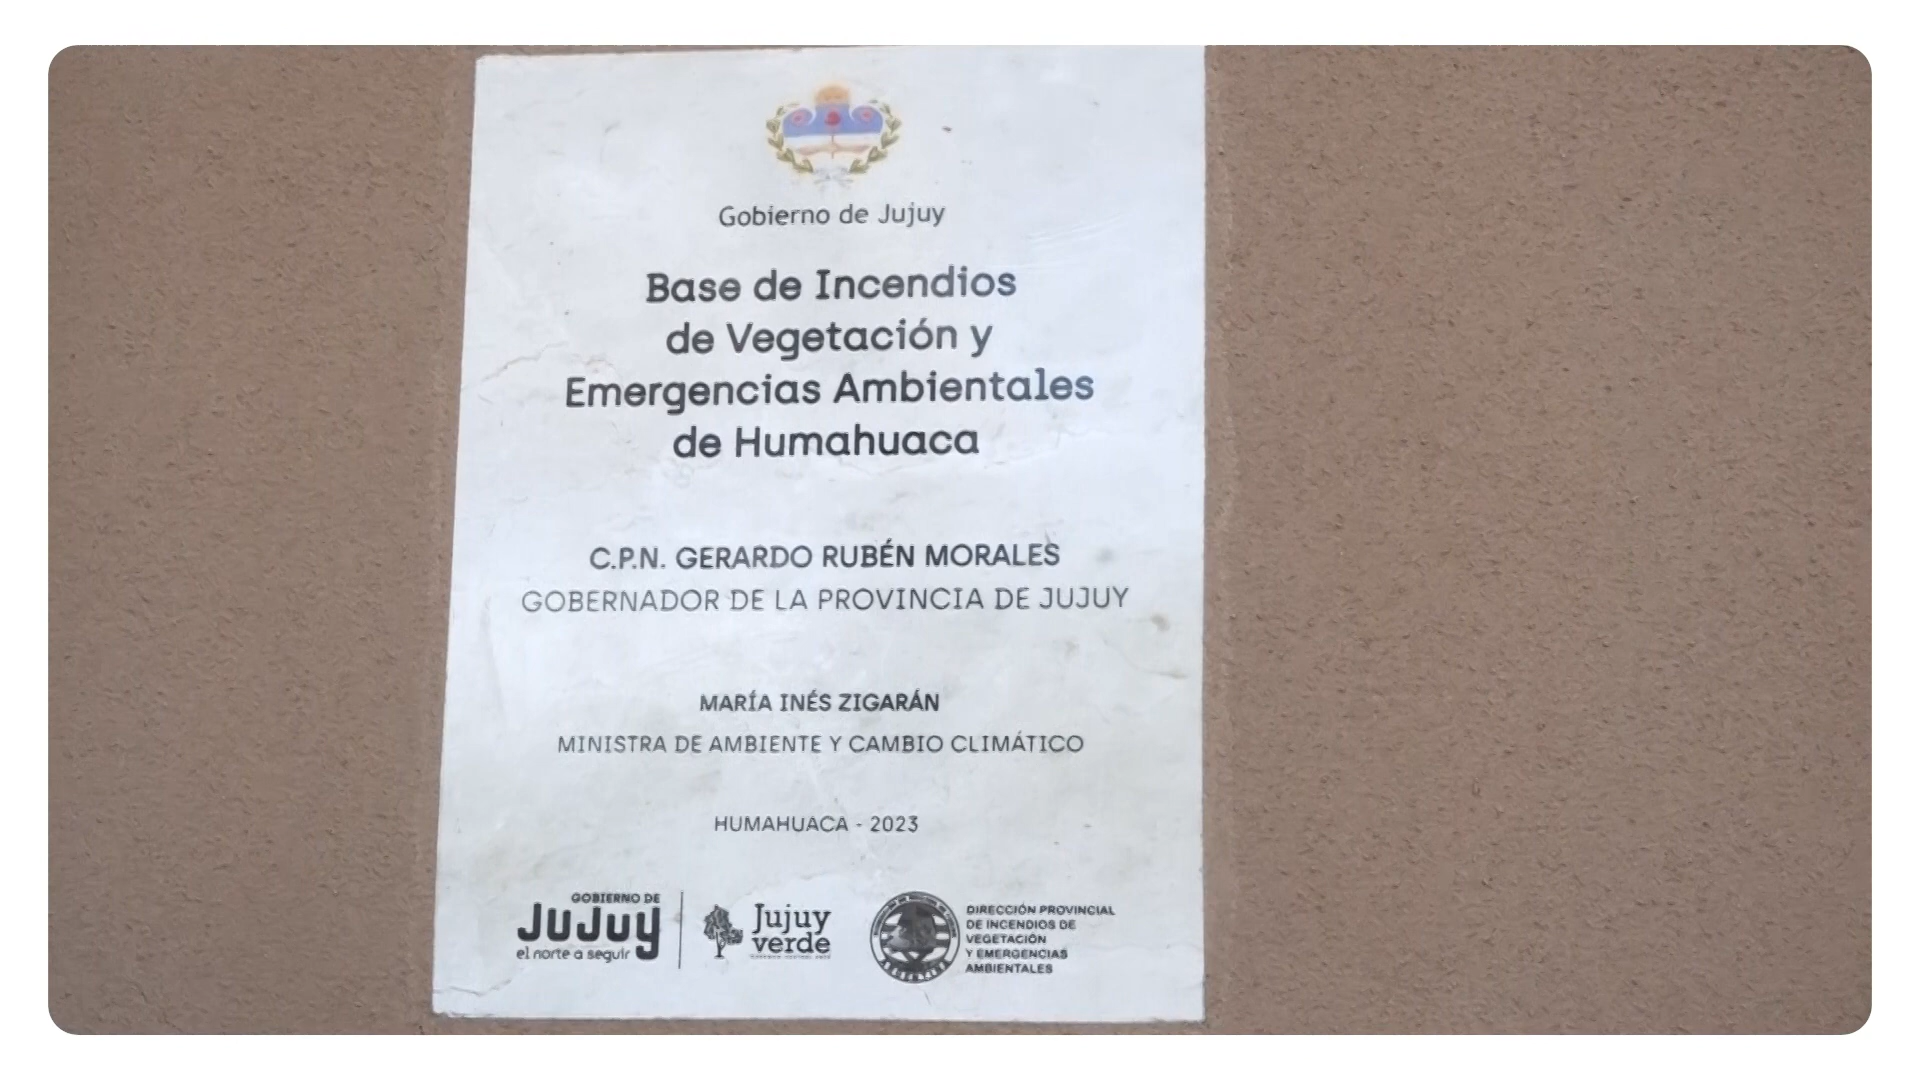 Gobierno de Jujuy
Base de Incendios
de Vegetación y
Emergencias Ambientales
de Humahuaca
C.P.N. GERARDO RUBÉN MORALES
GOBERNADOR DE LA PROVINCIA DE JUJUY
MARÍA INÉS ZIGARÁN
MINISTRA DE AMBIENTE Y CAMBIO CLIMÁTICO
HUMAHUACA - 2023
GOBIERNO DE
JuJuy
el norte a seguir
Jujuy
verde
ARGENTINA
DIRECCIÓN PROVINCIAL
DE INCENDIOS DE
VEGETACIÓN
Y EMERGENCIAS
AMBIENTALES